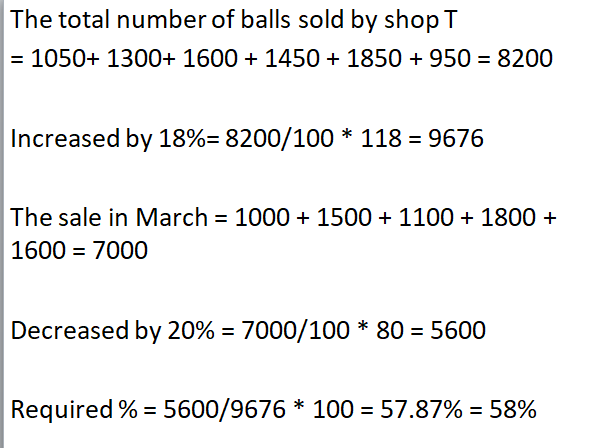 The total number of balls sold by shop T
= 1050+ 1300+ 1600 + 1450 + 1850 + 950 = 8200
Increased by 18%= 8200/100 * 118 = 9676
The sale in March = 1000 + 1500 + 1100 + 1800 +
1600 = 7000
Decreased by 20% = 7000/100 * 80 = 5600
Required % = 5600/9676 * 100 = 57.87% = 58%